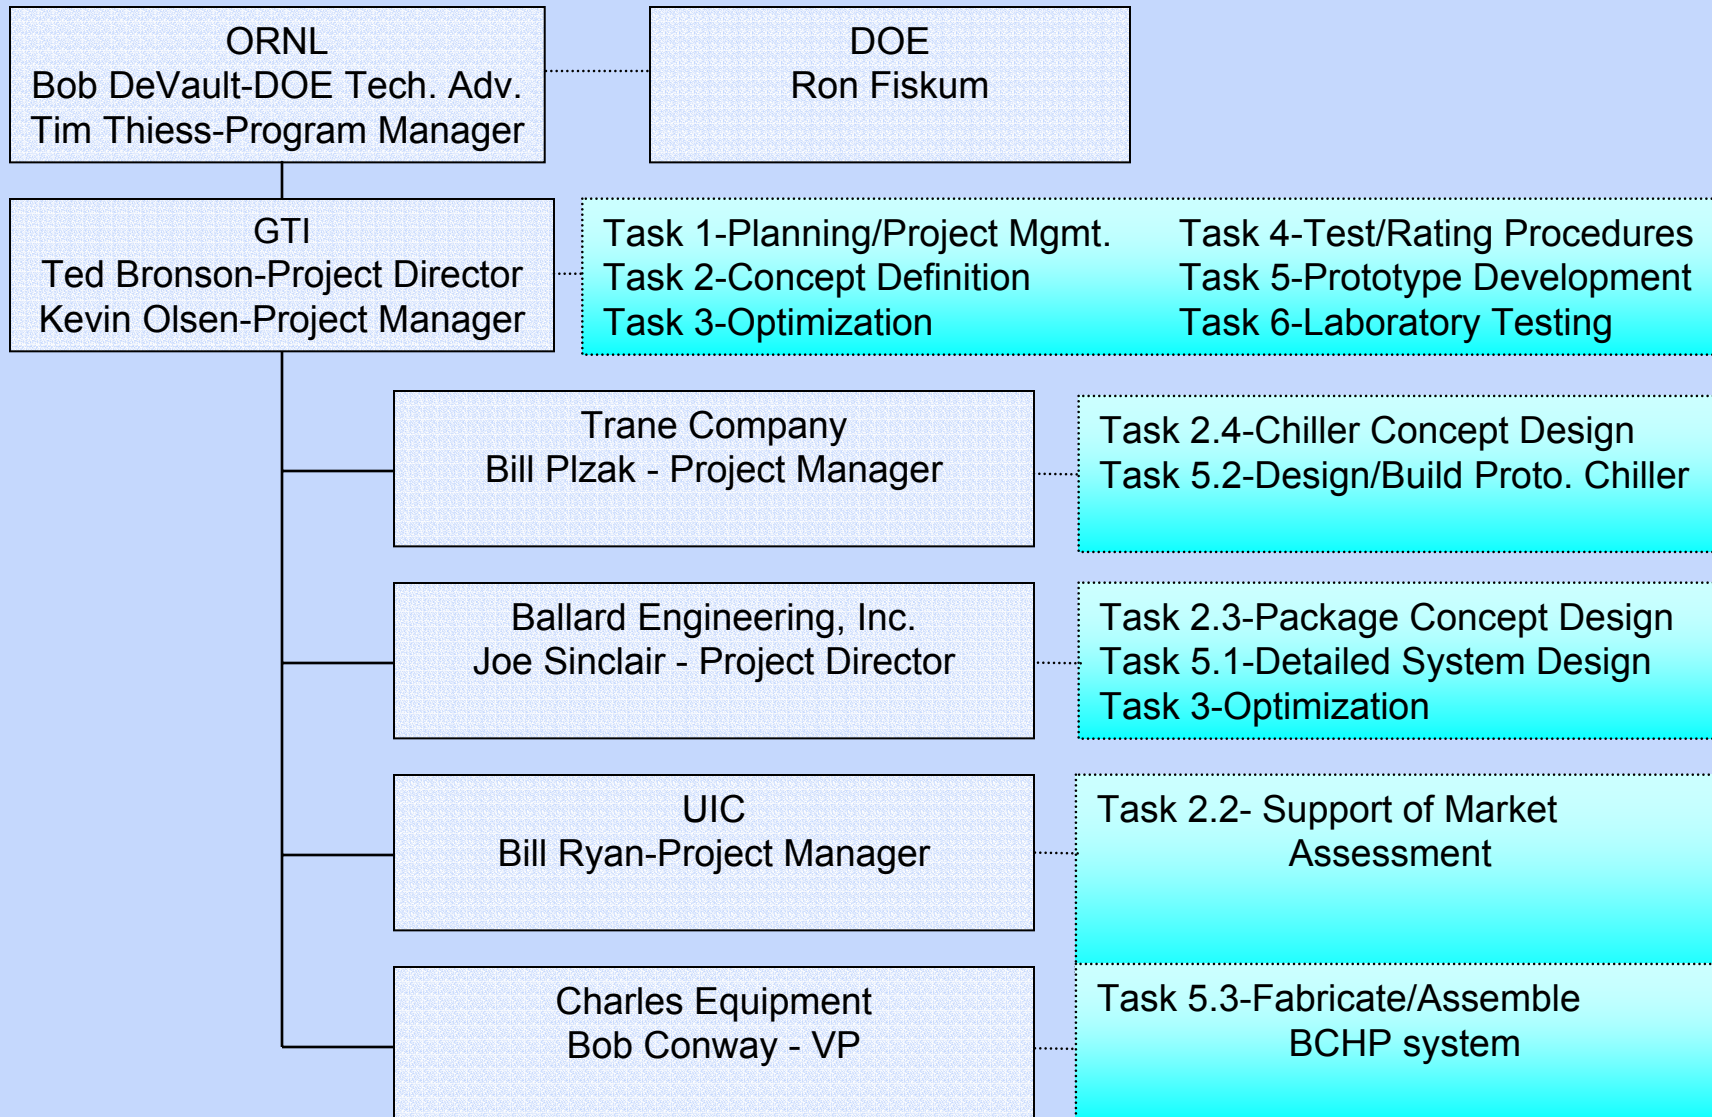 ORNL
Bob DeVault-DOE Tech. Adv.
Tim Thiess-Program Manager
DOE
Ron Fiskum
GTI
Ted Bronson-Project Director
Kevin Olsen-Project Manager
Task 1-Planning/Project Mgmt.
Task 2-Concept Definition
Task 3-Optimization
Task 4-Test/Rating Procedures
Task 5-Prototype Development
Task 6-Laboratory Testing
Trane Company
Bill Plzak - Project Manager
Task 2.4-Chiller Concept Design
Task 5.2-Design/Build Proto. Chiller
Ballard Engineering, Inc.
Joe Sinclair - Project Director
Task 2.3-Package Concept Design
Task 5.1-Detailed System Design
Task 3-Optimization
UIC
Bill Ryan-Project Manager
Task 2.2- Support of Market
Assessment
Charles Equipment
Bob Conway - VP
Task 5.3-Fabricate/Assemble
BCHP system